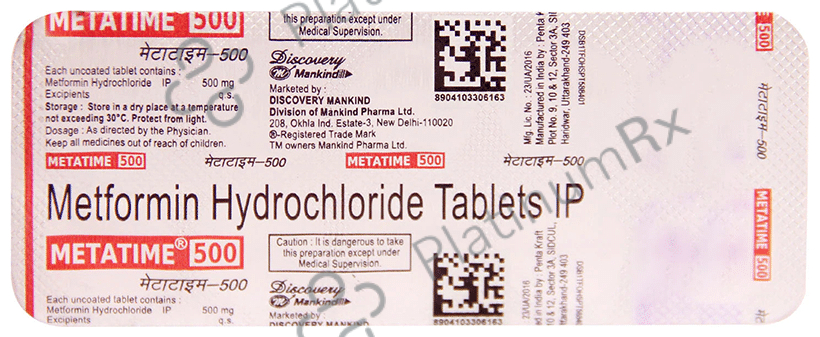 METATIME 500
मेटाटाइम–500
Each uncoated tablet contains :
Metformin Hydrochloride IP 500 mg
Excipients q.s.
Storage : Store in a dry place at a temperature
not exceeding 30°C. Protect from light.
Dosage : As directed by the Physician.
Keep all medicines out of reach of children.
this preparation except under
Medical Supervision.
Discovery
Mankind
Marketed by :
DISCOVERY MANKIND
Division of Mankind Pharma Ltd.
208, Okhla Ind. Estate-3, New Delhi-110020
®-Registered Trade Mark
TM owners Mankind Pharma Ltd.
8904103306163
Mfg. Lic. No. : 23/UA/2016
Manufactured in India by : Penta K
Plot No. 9, 10 & 12, Sector 3A,
Haridwar, Uttarakhand-249 403
500
मेटाटाइम–500
METATIME 500
METATIME 500
मेटाटाइम–500
METATIME 500
मेटाटाइम–500
Metformin Hydrochloride Tablets IP
METATIME® 500
मेटाटाइम–500
Each uncoated tablet contains :
Metformin Hydrochloride IP 500 mg
Excipients q.s.
Caution : It is dangerous to take
this preparation except under
Medical Supervision.
Discovery
Mankind
Marketed by :
DISCOVERY MANKIND
8904103306163
23/UA/2016
d in India by : Penta Kraft
10 & 12, Sector 3A, SIDCUL,
ttarakhand-249 403
PlatinumRx
PlatinumRx